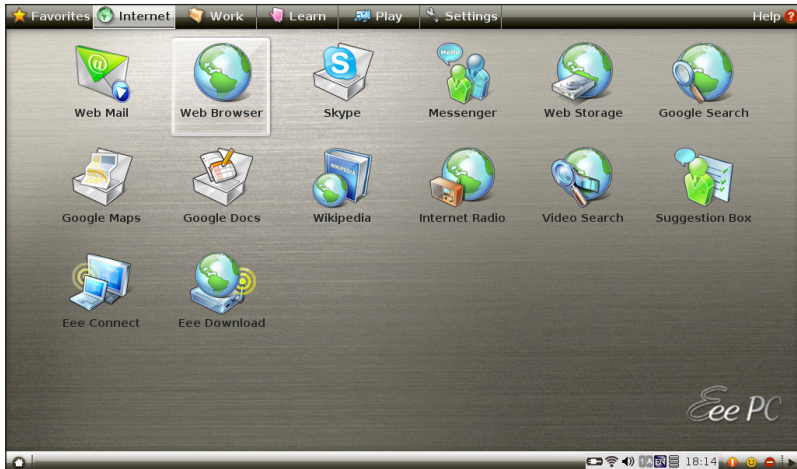 Favorites Internet Work Learn Play Settings Help ?
Web Mail Web Browser Skype Messenger Web Storage Google Search
Google Maps Google Docs Wikipedia Internet Radio Video Search Suggestion Box
Eee Connect Eee Download
Eee PC
18:14